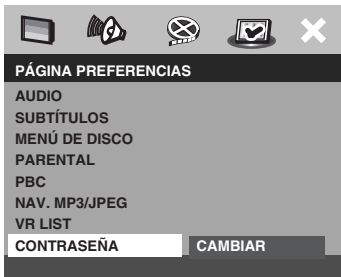 PÁGINA PREFERENCIAS
AUDIO
SUBTÍTULOS
MENÚ DE DISCO
PARENTAL
PBC
NAV. MP3/JPEG
VR LIST
CONTRASEÑA CAMBIAR